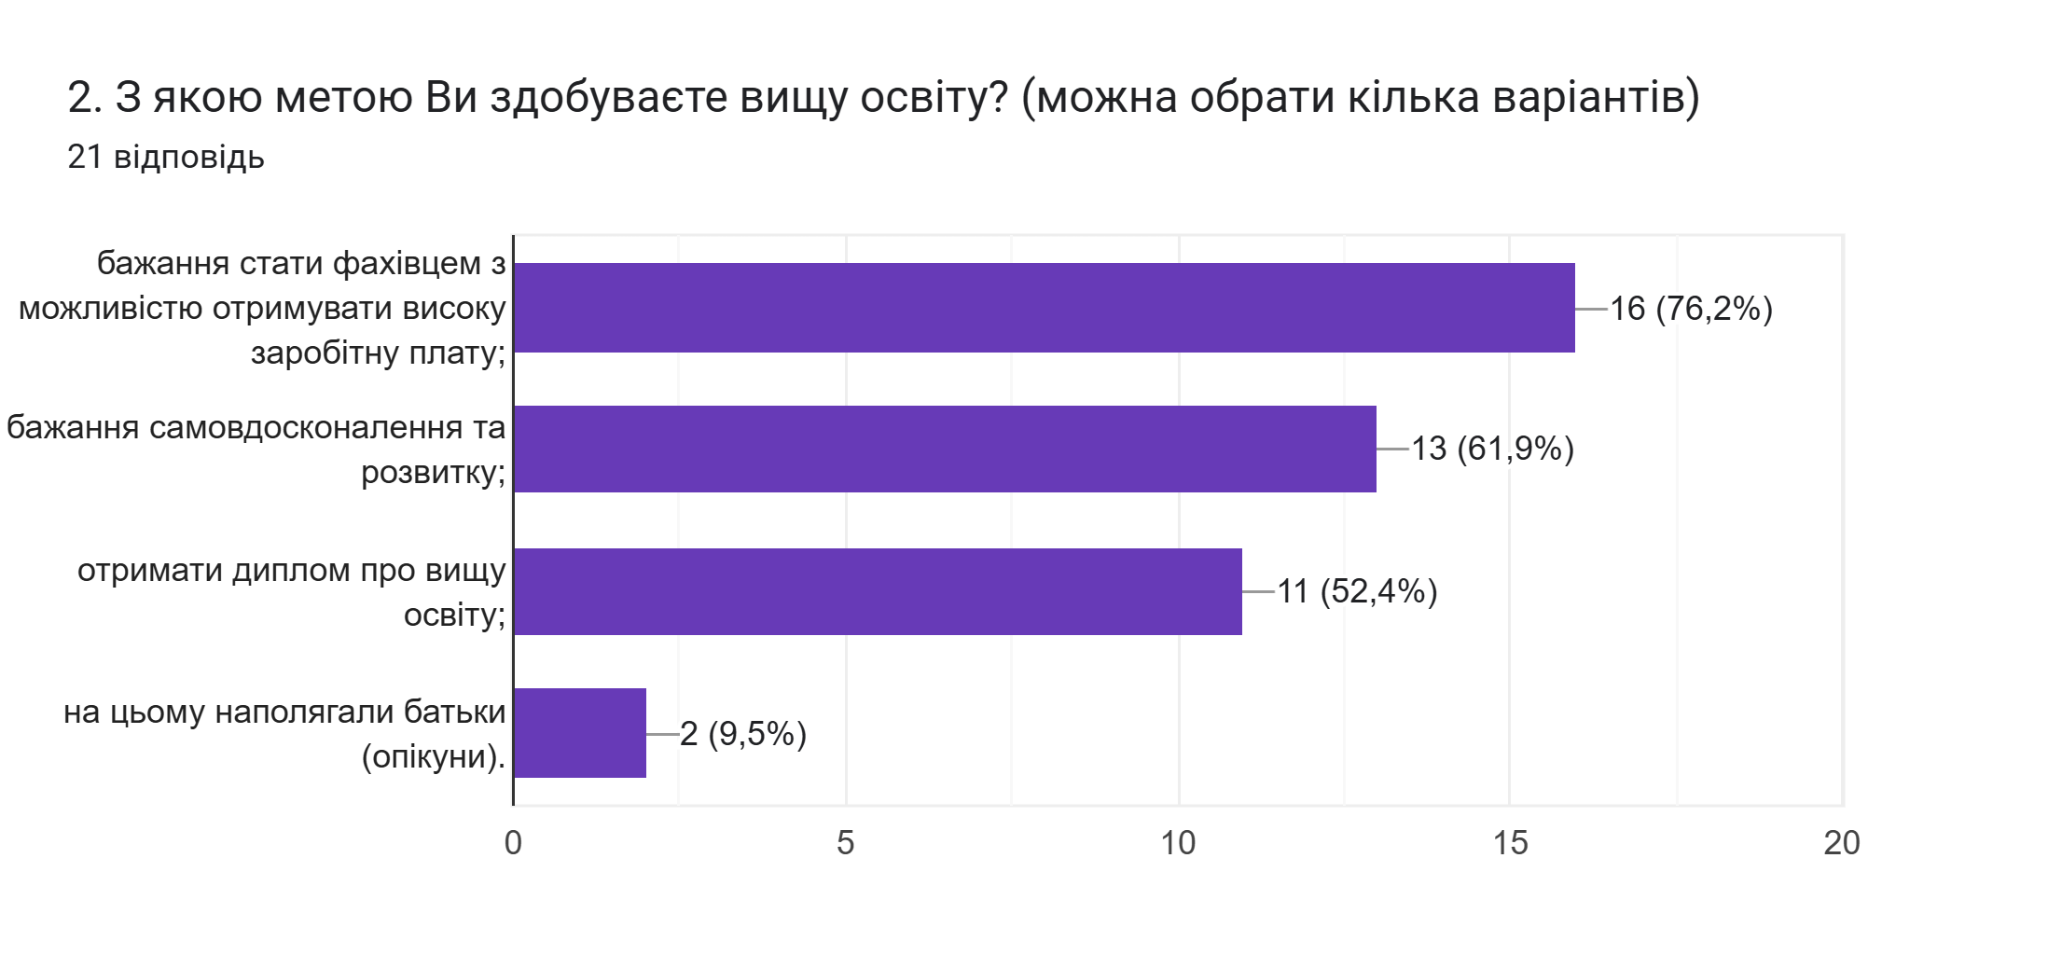 2. З якою метою Ви здобуваєте вищу освіту? (можна обрати кілька варіантів)
21 відповідь
бажання стати фахівцем з
можливістю отримувати високу
заробітну плату;
16 (76,2%)
бажання самовдосконалення та
розвитку;
13 (61,9%)
отримати диплом про вищу
освіту;
11 (52,4%)
на цьому наполягали батьки
(опікуни).
2 (9,5%)
0 5 10 15 20